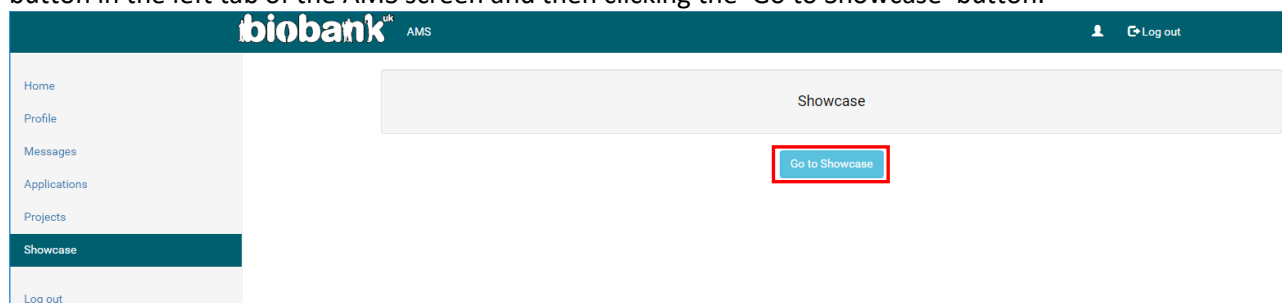 button in the left tab of the AMS screen and then clicking the 'Go to Showcase' button.
biobank uk AMS
Log out
Home
Showcase
Profile
Messages
Go to Showcase
Applications
Projects
Showcase
Log out